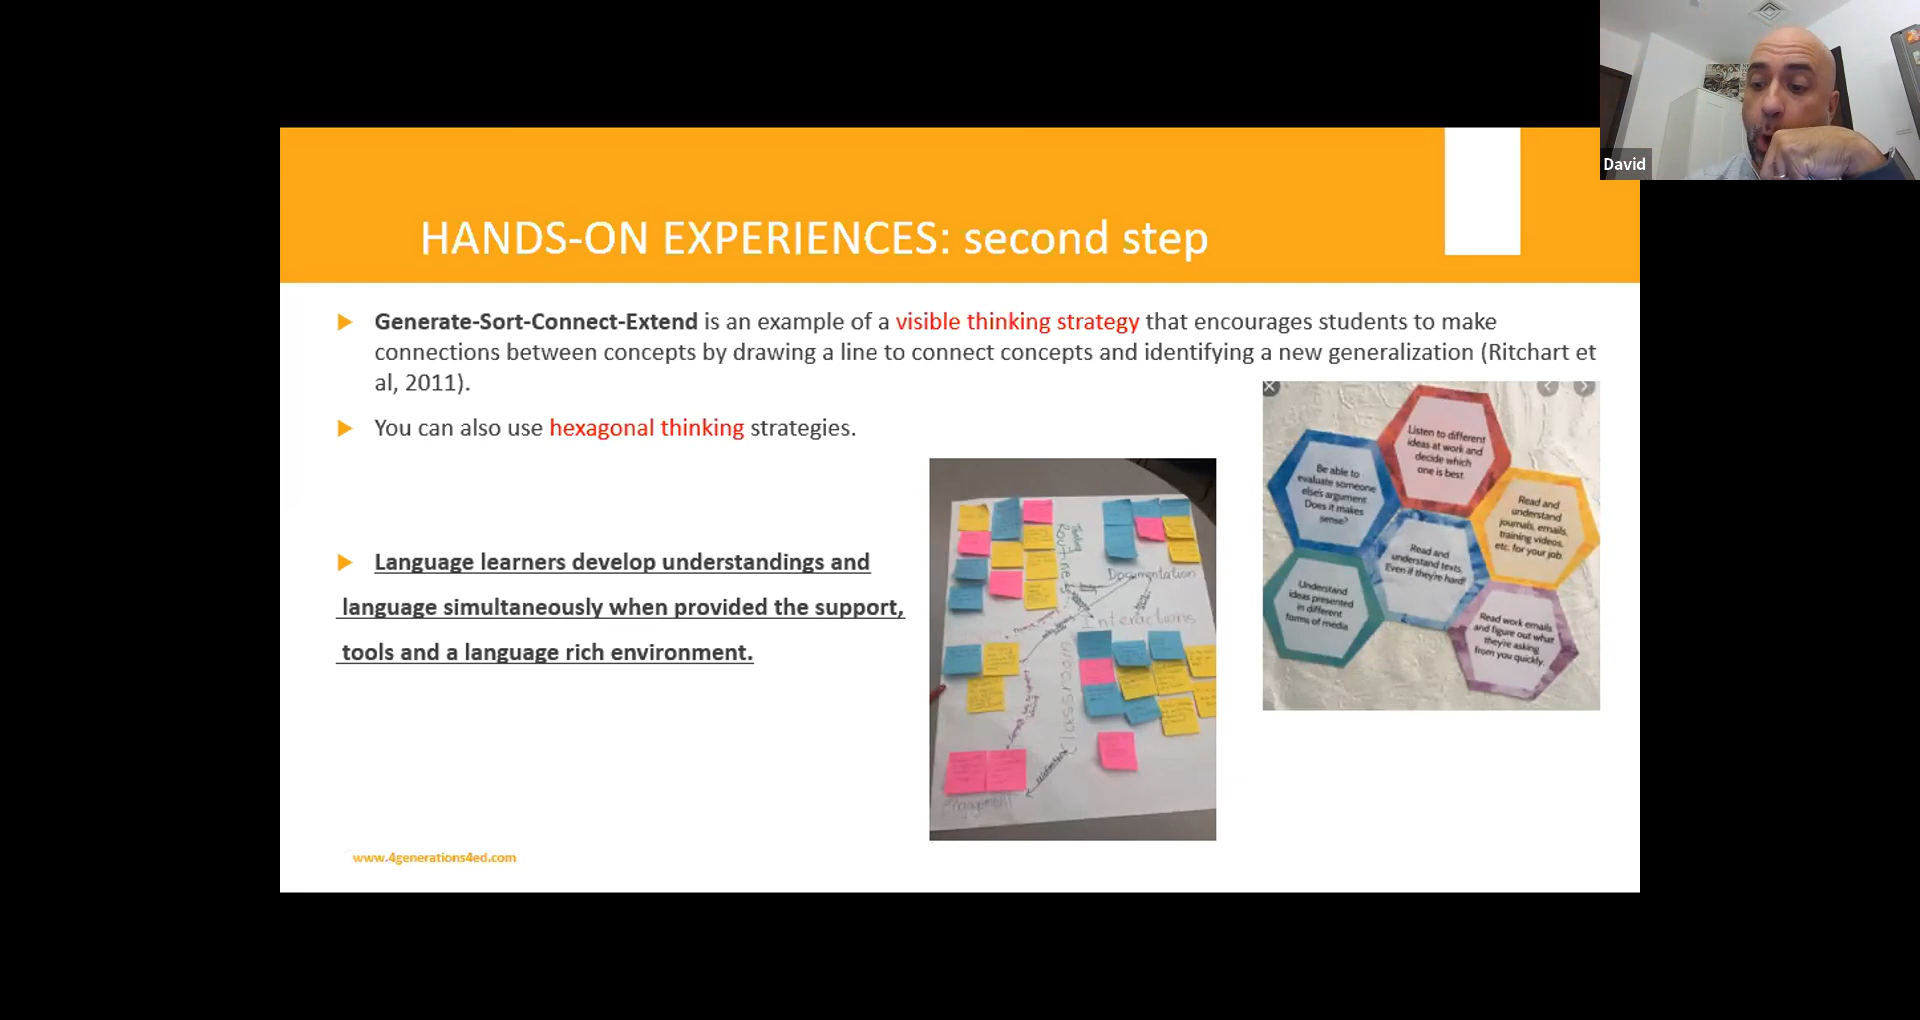 David
HANDS-ON EXPERIENCES: second step
Generate-Sort-Connect-Extend is an example of a visible thinking strategy that encourages students to make
connections between concepts by drawing a line to connect concepts and identifying a new generalization (Ritchart et
al, 2011).
You can also use hexagonal thinking strategies.
Language learners develop understandings and
language simultaneously when provided the support,
tools and a language rich environment.
Documentation
Interactions
Classroom
Engagement
Listen to different
ideas at work and
decide which
one is best.
Be able to
evaluate someone
else's argument.
Does it makes
sense?
Read and
understand
journals, emails,
training videos,
etc. for your job.
Read and
understand texts.
Even if they're hard!
Understand
ideas presented
in different
forms of media
Read work emails
and figure out what
they're asking
from you quickly.
www.4generations4ed.com